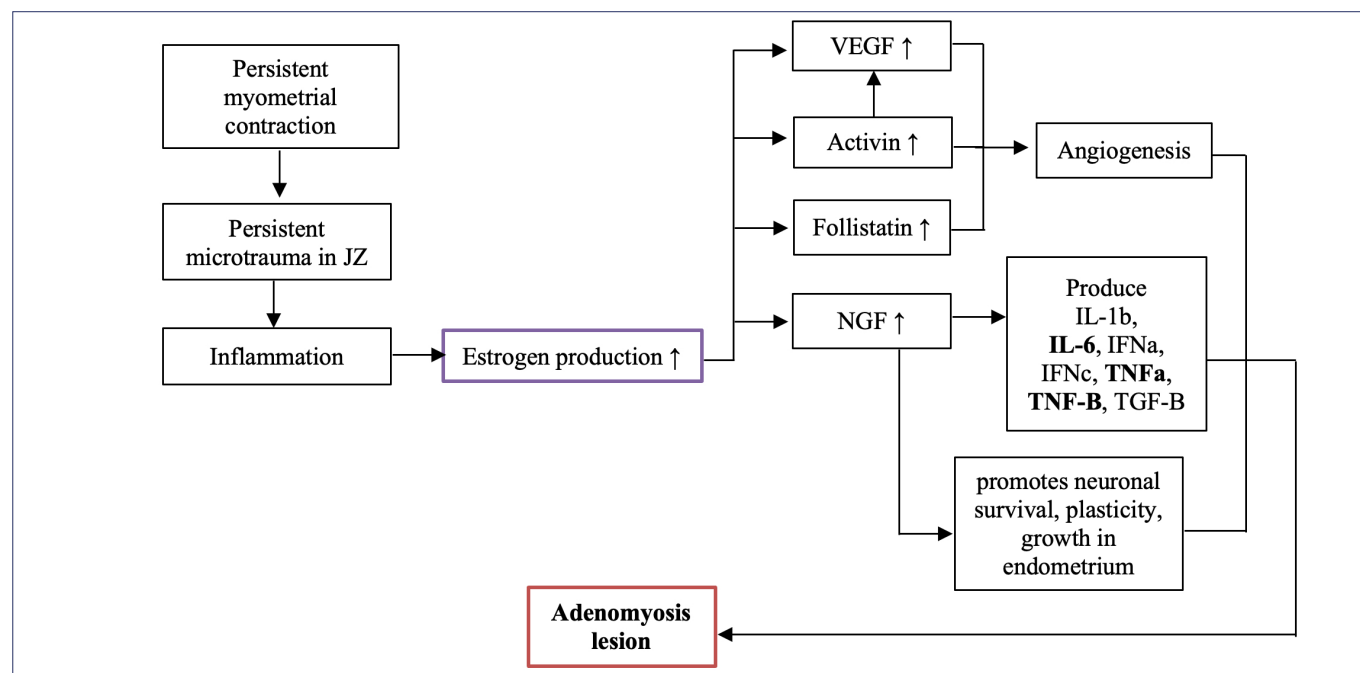 Persistent
myometrial
contraction
Persistent
microtrauma in JZ
Inflammation
Estrogen production ↑
VEGF ↑
Activin ↑
Follistatin ↑
NGF ↑
Angiogenesis
Produce
IL-1b,
IL-6, IFNa,
IFNc, TNFa,
TNF-B, TGF-B
promotes neuronal
survival, plasticity,
growth in
endometrium
Adenomyosis
lesion